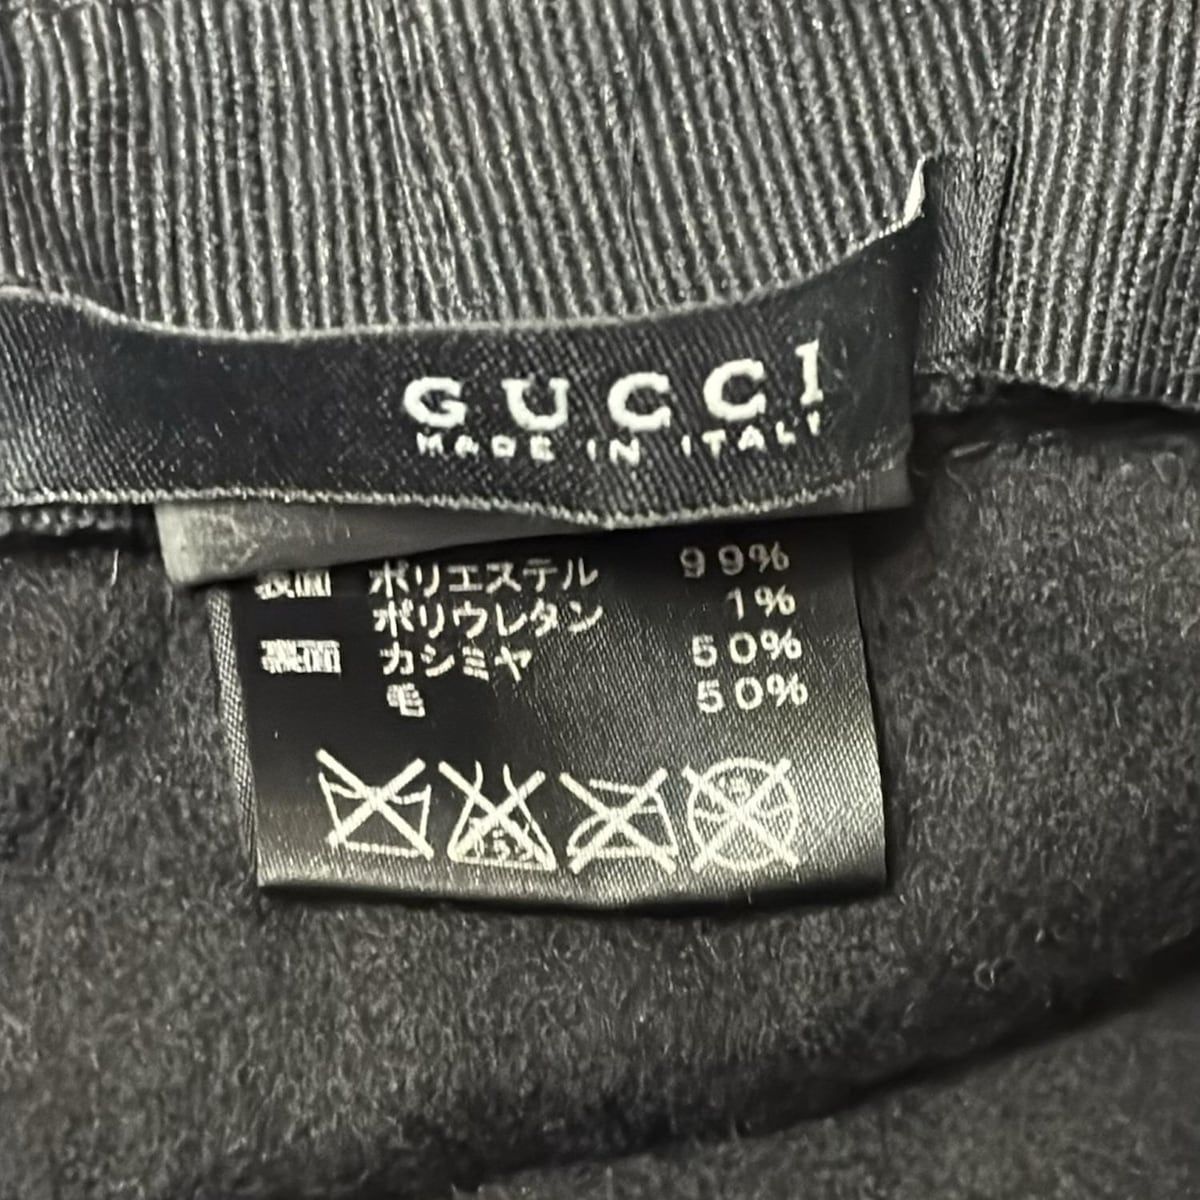 GUCCI
MADE IN ITALY
表面 ポリエステル 99%
ポリウレタン 1%
裏面 カシミヤ 50%
毛 50%